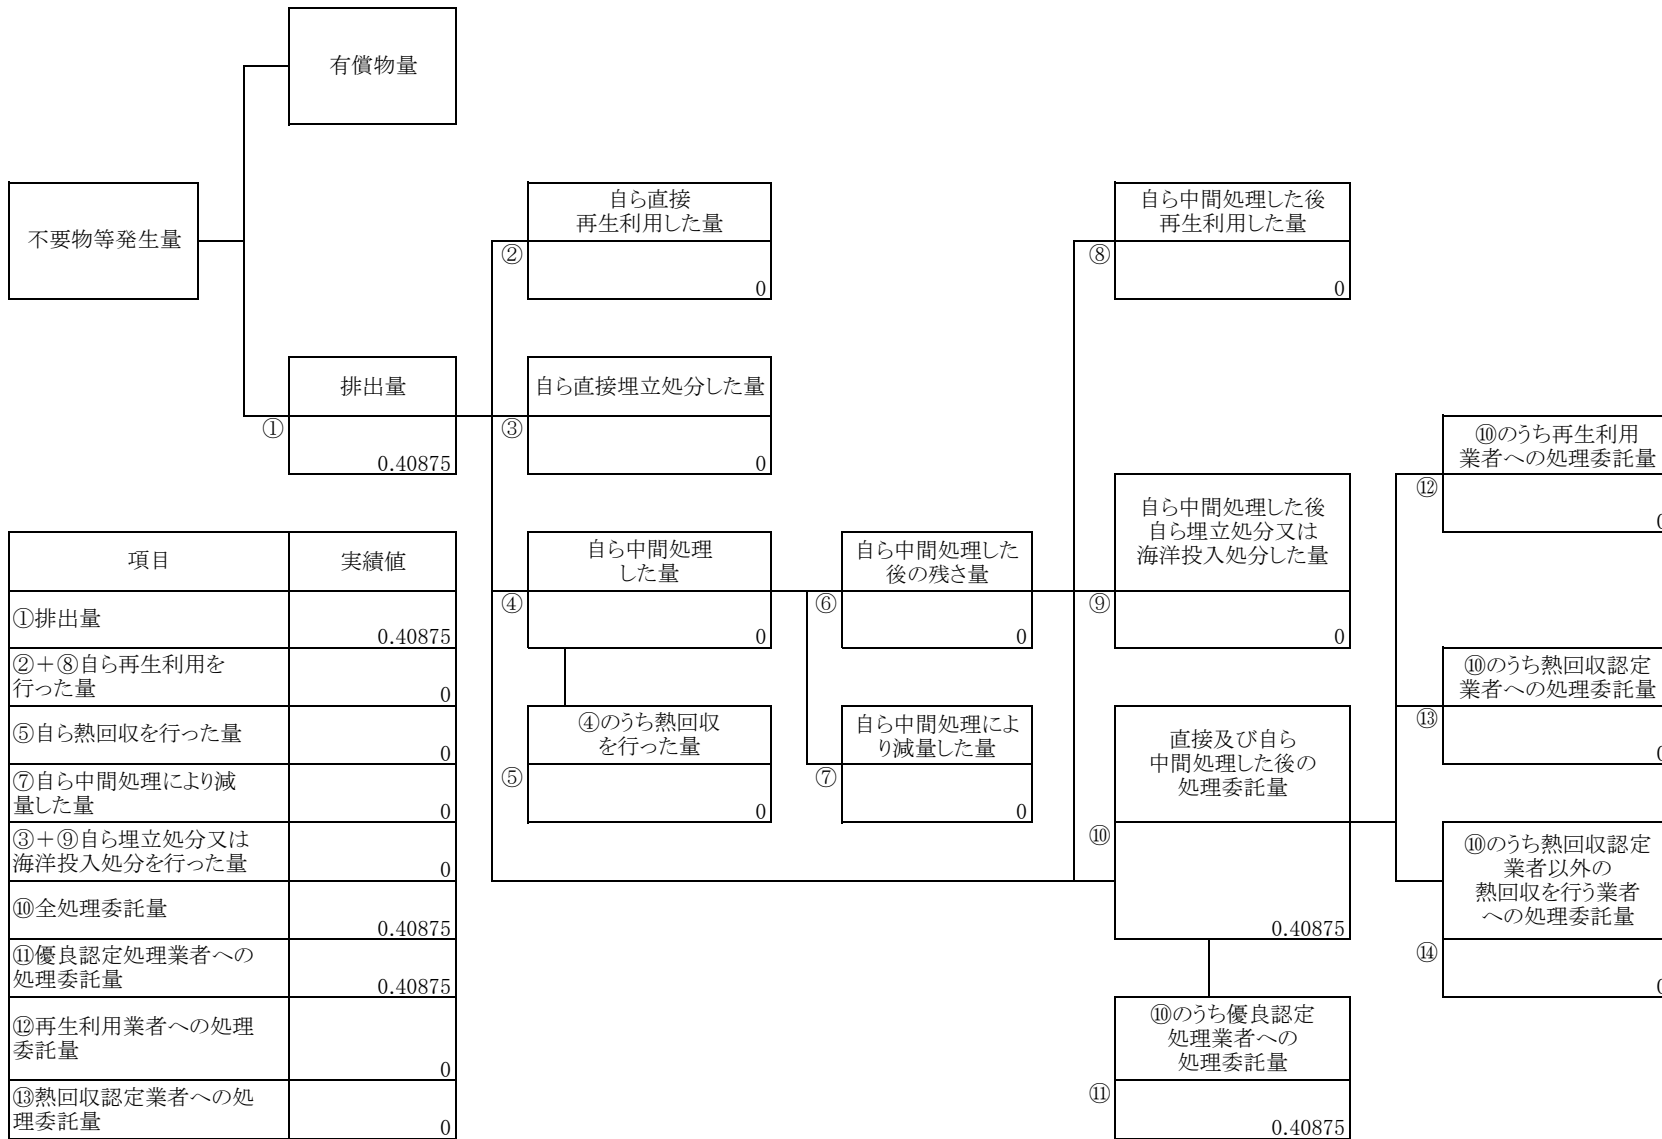 有償物量
不要物等発生量
自ら直接
再生利用した量
②
0
自ら中間処理した後
再生利用した量
⑧
0
排出量
①
0.40875
自ら直接埋立処分した量
③
0
⑩のうち再生利用
業者への処理委託量
⑫
0
自ら中間処理
した量
④
0
自ら中間処理した
後の残さ量
⑥
0
自ら中間処理した後
自ら埋立処分又は
海洋投入処分した量
⑨
0
⑩のうち熱回収認定
業者への処理委託量
⑬
0
④のうち熱回収
を行った量
⑤
0
自ら中間処理によ
り減量した量
⑦
0
直接及び自ら
中間処理した後の
処理委託量
⑩
0.40875
⑩のうち熱回収認定
業者以外の
熱回収を行う業者
への処理委託量
⑭
0
⑩のうち優良認定
処理業者への
処理委託量
⑪
0.40875
項目 実績値
①排出量
0.40875
②+⑧自ら再生利用を
行った量
0
⑤自ら熱回収を行った量
0
⑦自ら中間処理により減
量した量
0
③+⑨自ら埋立処分又は
海洋投入処分を行った量
0
⑩全処理委託量
0.40875
⑪優良認定処理業者への
処理委託量
0.40875
⑫再生利用業者への処理
委託量
0
⑬熱回収認定業者への処
理委託量
0